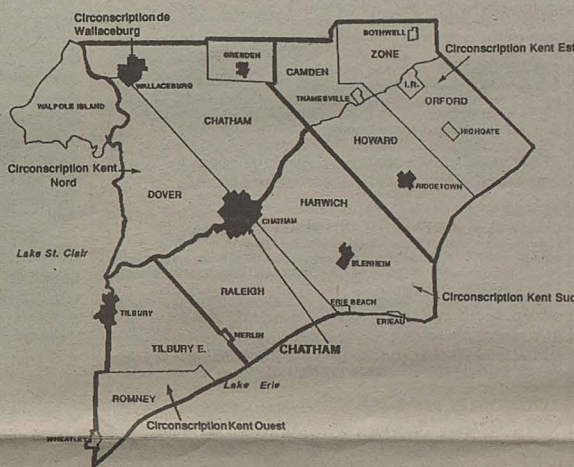 Circonscription de
Wallaceburg
BOTHWELL
ZONE
Circonscription Kent Est
DRESDEN
CAMDEN
WALLACEBURG
I.R.
ORFORD
WALPOLE ISLAND
THAMESVILLE
CHATHAM
HIGHGATE
HOWARD
Circonscription Kent
Nord
RIDGETOWN
DOVER
HARWICH
CHATHAM
Lake St. Clair
BLENHEIM
RALEIGH
Circonscription Kent Sud
ERIE BEACH
ERIEAU
TILBURY
MERLIN
TILBURY E.
CHATHAM
Lake Erie
ROMNEY
Circonscription Kent Ouest
WHEATLEY